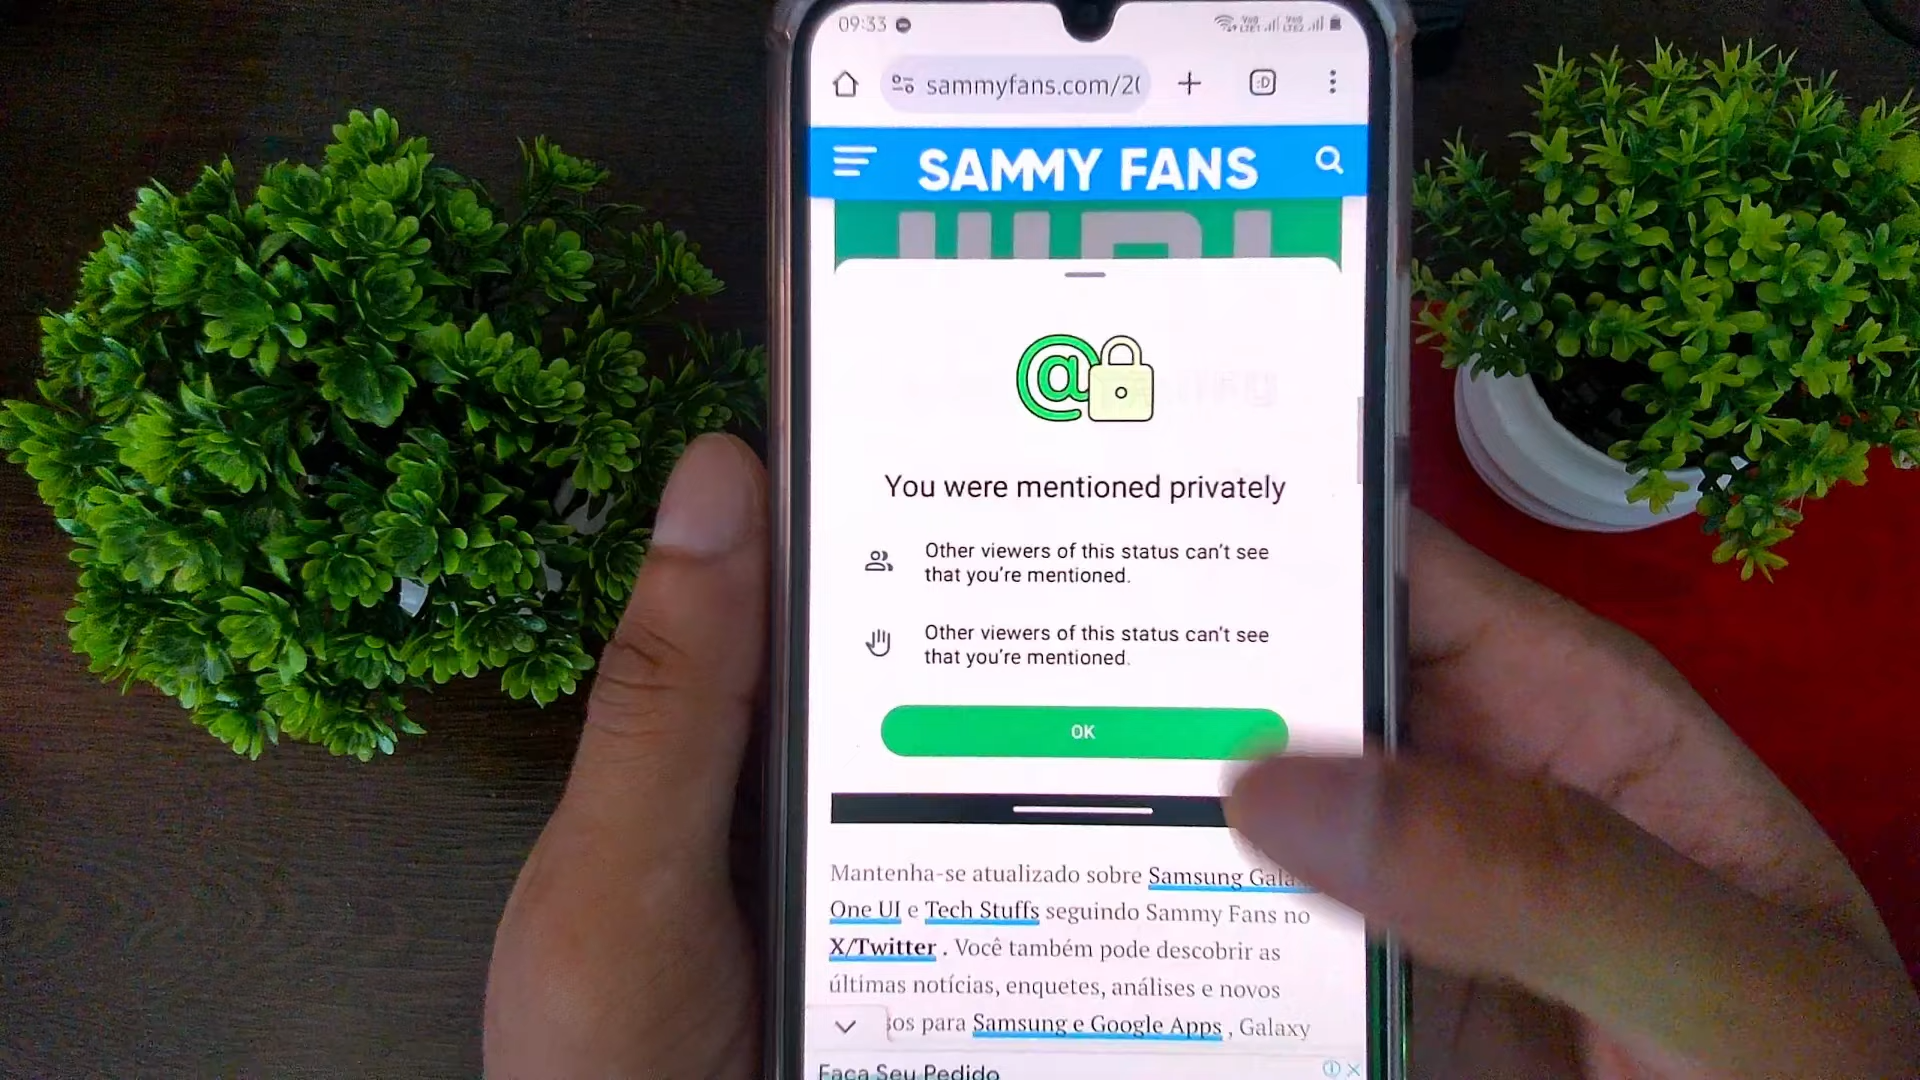 09:33
sammyfans.com/2(
SAMMY FANS
You were mentioned privately
Other viewers of this status can't see
that you're mentioned.
Other viewers of this status can't see
that you're mentioned.
OK
Mantenha-se atualizado sobre Samsung
One UI e Tech Stuffs seguindo Sammy Fans no
X/Twitter . Você também pode descobrir as
últimas notícias, enquetes, análises e novos
para Samsung e Google Apps , Galaxy
Faça Seu Pedido